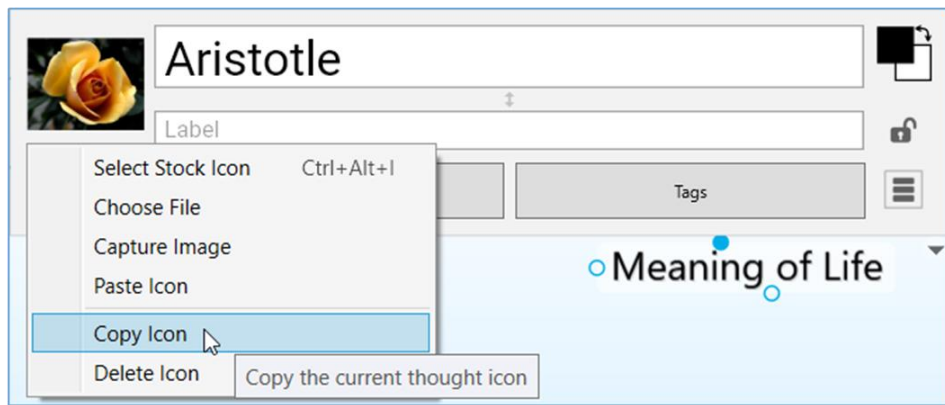 Aristotle
Label
Select Stock Icon Ctrl+Alt+I
Choose File
Capture Image
Paste Icon
Copy Icon
Delete Icon
Copy the current thought icon
Tags
Meaning of Life